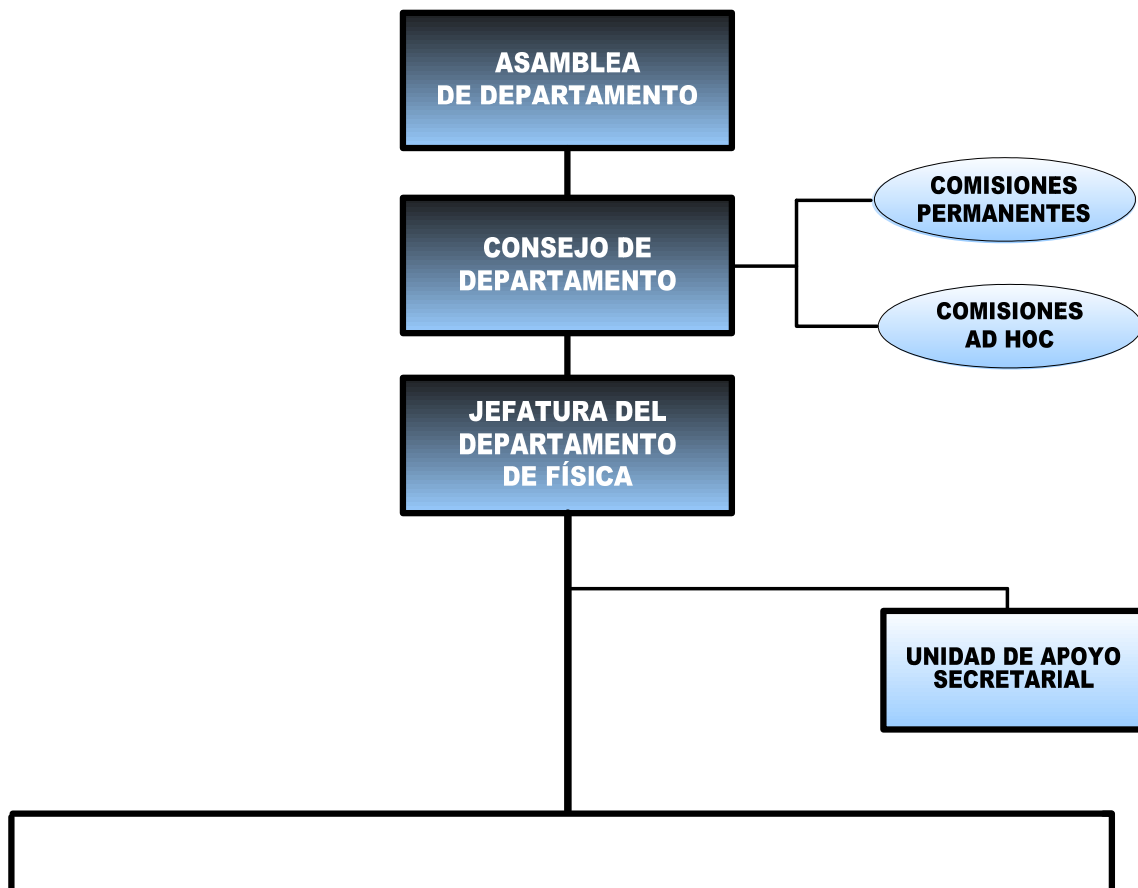 ASAMBLEA
DE DEPARTAMENTO
CONSEJO DE
DEPARTAMENTO
COMISIONES
PERMANENTES
COMISIONES
AD HOC
JEFATURA DEL
DEPARTAMENTO
DE FÍSICA
UNIDAD DE APOYO
SECRETARIAL